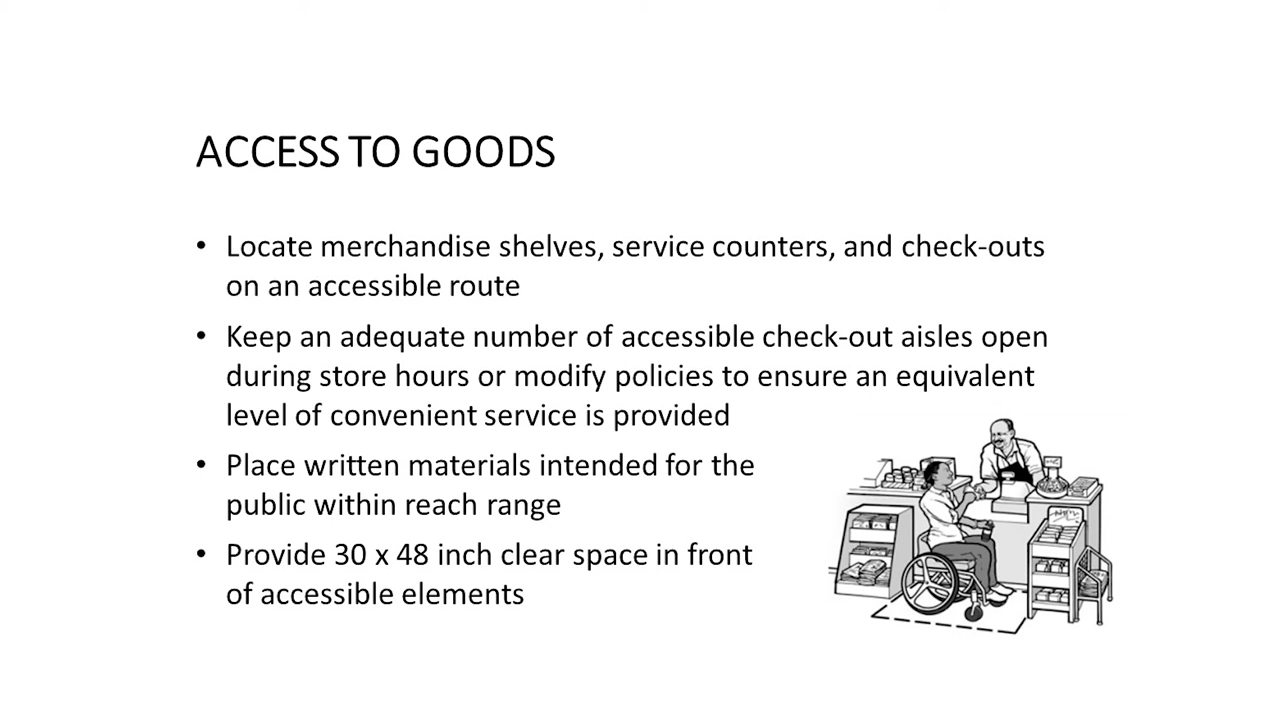 ACCESS TO GOODS
• Locate merchandise shelves, service counters, and check-outs
on an accessible route
• Keep an adequate number of accessible check-out aisles open
during store hours or modify policies to ensure an equivalent
level of convenient service is provided
• Place written materials intended for the
public within reach range
• Provide 30 x 48 inch clear space in front
of accessible elements